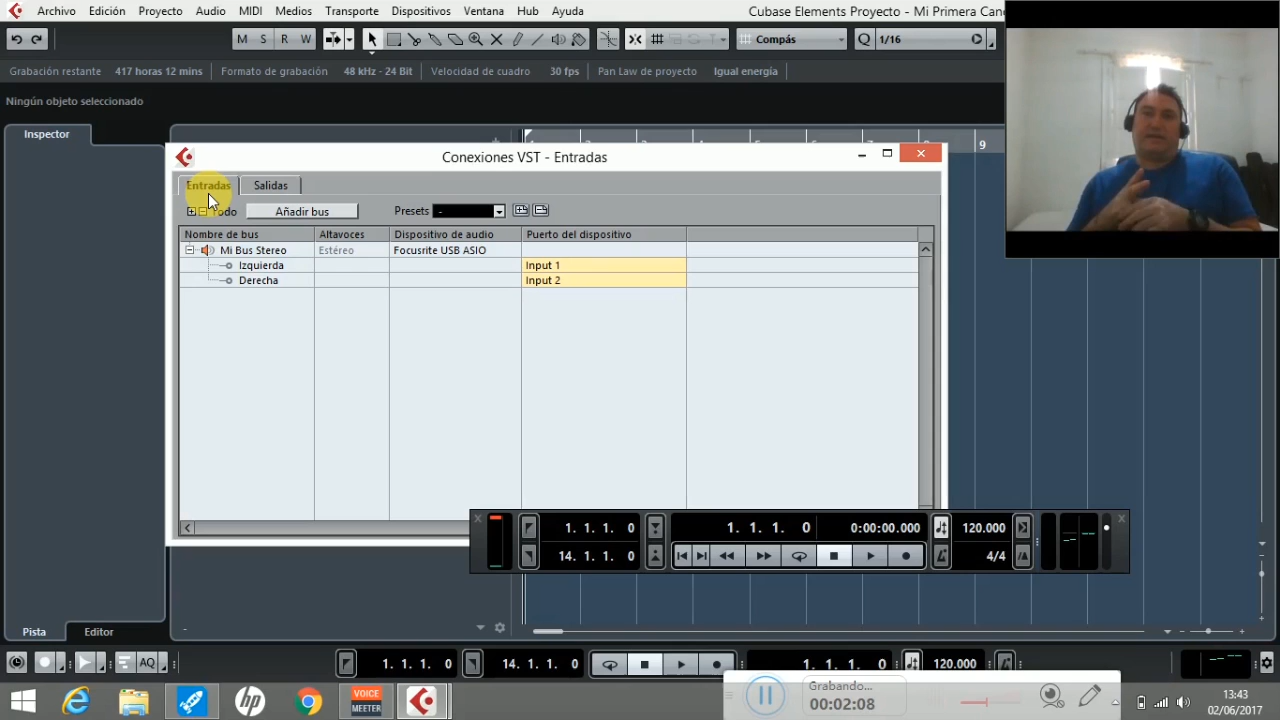 Archivo Edición Proyecto Audio MIDI Medios Transporte Dispositivos Ventana Hub Ayuda Cubase Elements Proyecto - Mi Primera Can
M S R W Compás Q 1/16
Grabación restante 417 horas 12 mins Formato de grabación 48 kHz - 24 Bit Velocidad de cuadro 30 fps Pan Law de proyecto Igual energía
Ningún objeto seleccionado
Inspector
9
Conexiones VST - Entradas
Entradas Salidas
Todo Añadir bus Presets -
Nombre de bus Altavoces Dispositivo de audio Puerto del dispositivo
Mi Bus Stereo Estéreo Focusrite USB ASIO
Izquierda Input 1
Derecha Input 2
1. 1. 1. 0 1. 1. 1. 0 0:00:00.000 120.000
14. 1. 1. 0 4/4
Pista Editor
AQ 1. 1. 1. 0 14. 1. 1. 0 1. 1. 1. 0 120.000
VOICE
MEETER
Grabando...
00:02:08
13:43
02/06/2017